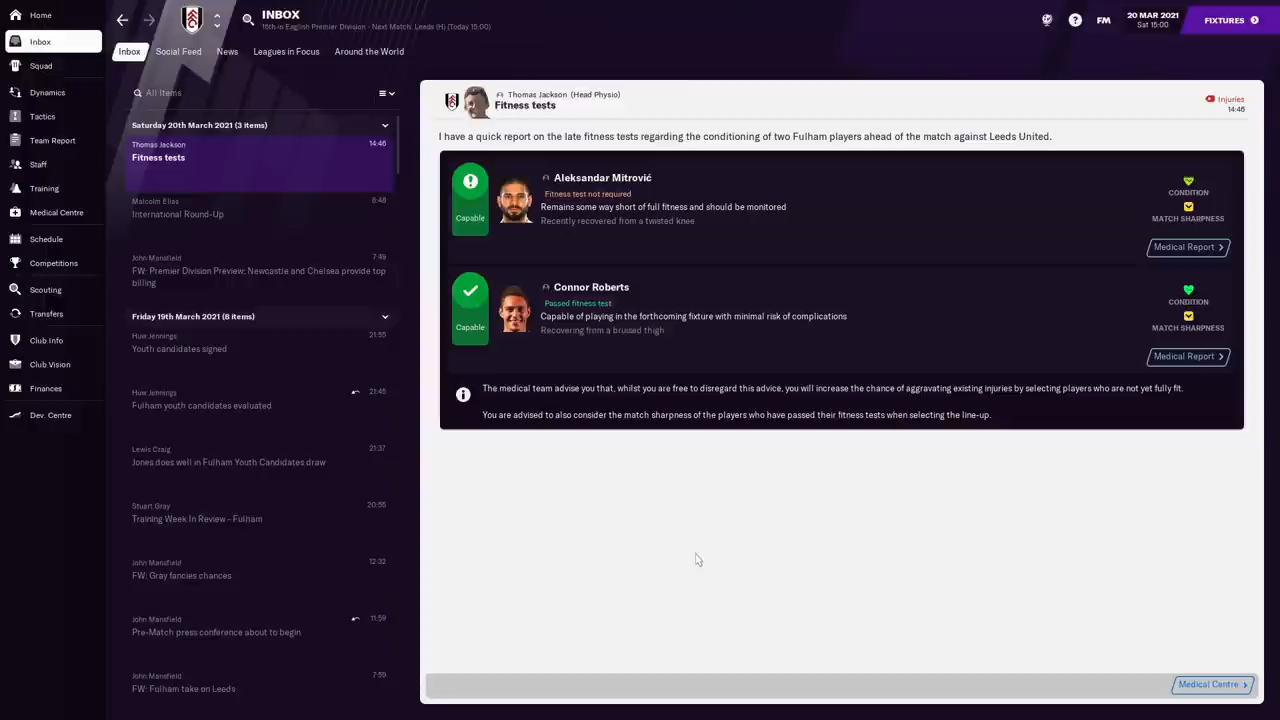 Home
Inbox
Squad
Dynamics
Tactics
Team Report
Staff
Training
Medical Centre
Schedule
Competitions
Scouting
Transfers
Club Info
Club Vision
Finances
Dev. Centre
INBOX
15th in English Premier Division - Next Match: Leeds (H) (Today 15:00)
FM
20 MAR 2021
Sat 15:00
FIXTURES
Inbox
Social Feed
News
Leagues in Focus
Around the World
All Items
Saturday 20th March 2021 (3 items)
Thomas Jackson 14:46
Fitness tests
Malcolm Elias 8:48
International Round-Up
John Mansfield 7:49
FW: Premier Division Preview: Newcastle and Chelsea provide top
billing
Friday 19th March 2021 (8 items)
Huw Jennings 21:55
Youth candidates signed
Huw Jennings 21:45
Fulham youth candidates evaluated
Lewis Craig 21:37
Jones does well in Fulham Youth Candidates draw
Stuart Gray 20:55
Training Week In Review - Fulham
John Mansfield 12:32
FW: Gray fancies chances
John Mansfield 11:59
Pre-Match press conference about to begin
John Mansfield 7:59
FW: Fulham take on Leeds
Thomas Jackson (Head Physio)
Fitness tests
Injuries
14:46
I have a quick report on the late fitness tests regarding the conditioning of two Fulham players ahead of the match against Leeds United.
Capable
Aleksandar Mitrović
Fitness test not required
Remains some way short of full fitness and should be monitored
Recently recovered from a twisted knee
CONDITION
MATCH SHARPNESS
Medical Report
Capable
Connor Roberts
Passed fitness test
Capable of playing in the forthcoming fixture with minimal risk of complications
Recovering from a bruised thigh
CONDITION
MATCH SHARPNESS
Medical Report
The medical team advise you that, whilst you are free to disregard this advice, you will increase the chance of aggravating existing injuries by selecting players who are not yet fully fit.
You are advised to also consider the match sharpness of the players who have passed their fitness tests when selecting the line-up.
Medical Centre